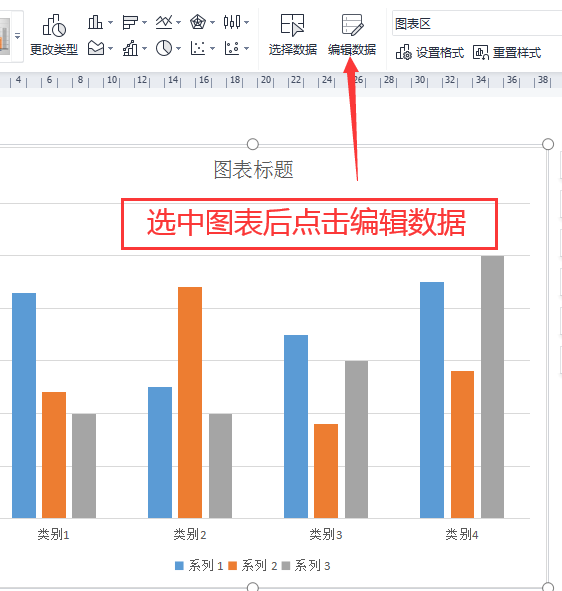 更改类型
选择数据
编辑数据
图表区
设置格式
重置样式
4 6 8 10 12 14 16 18 20 22 24 26 28 30 32 34 36 38
图表标题
选中图表后点击编辑数据
类别1 类别2 类别3 类别4
系列 1 系列 2 系列 3